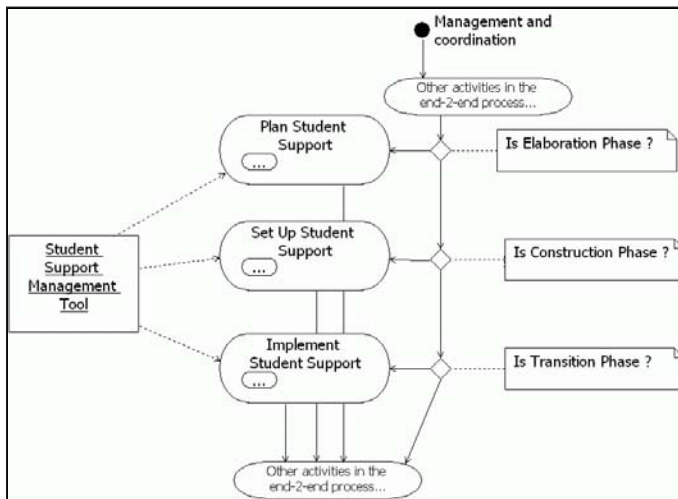 Management and
coordination
Other activities in the
end-2-end process...
Plan Student
Support
...
Is Elaboration Phase ?
Student
Support
Management
Tool
Set Up Student
Support
...
Is Construction Phase ?
Implement
Student Support
...
Is Transition Phase ?
Other activities in the
end-2-end process...